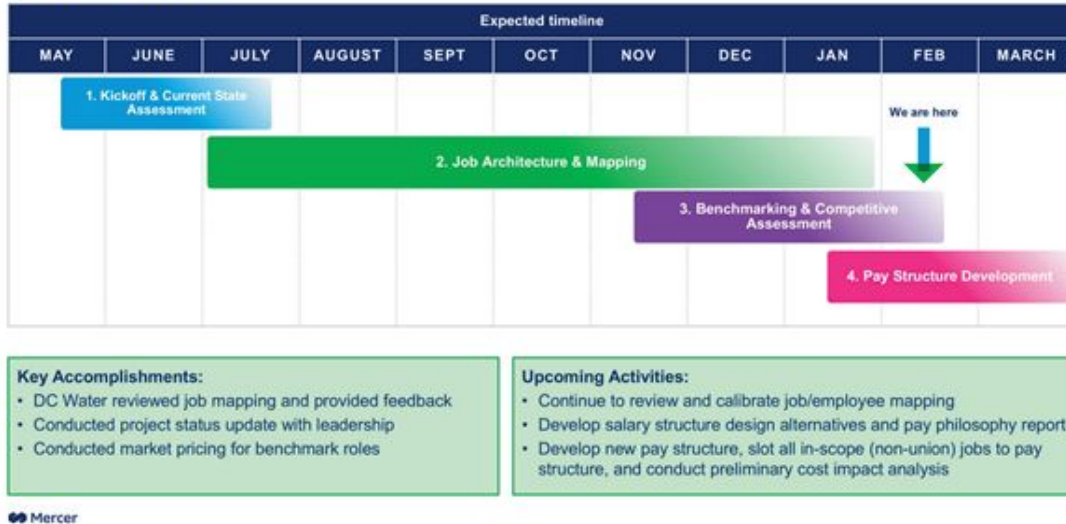 Expected timeline
MAY JUNE JULY AUGUST SEPT OCT NOV DEC JAN FEB MARCH
1. Kickoff & Current State
Assessment
We are here
2. Job Architecture & Mapping
3. Benchmarking & Competitive
Assessment
4. Pay Structure Development
Key Accomplishments:
• DC Water reviewed job mapping and provided feedback
• Conducted project status update with leadership
• Conducted market pricing for benchmark roles
Upcoming Activities:
• Continue to review and calibrate job/employee mapping
• Develop salary structure design alternatives and pay philosophy report
• Develop new pay structure, slot all in-scope (non-union) jobs to pay
structure, and conduct preliminary cost impact analysis
Mercer